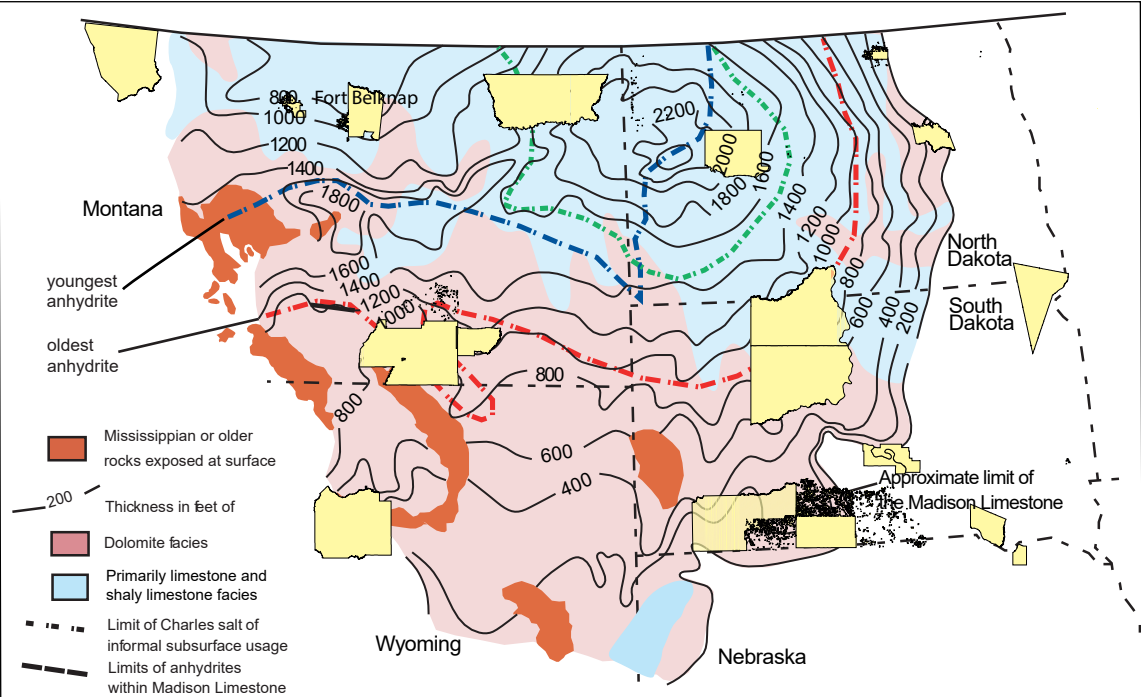 800
Fort Belknap
1000
1200
1400
1800
Montana
youngest
anhydrite
oldest
anhydrite
1600
1400
1200
1000
2200
2000
1800
1600
1400
1200
1000
800
600
400
200
North
Dakota
South
Dakota
800
800
600
400
Approximate limit of
the Madison Limestone
Wyoming
Nebraska
Mississippian or older
rocks exposed at surface
200
Thickness in feet of
Dolomite facies
Primarily limestone and
shaly limestone facies
Limit of Charles salt of
informal subsurface usage
Limits of anhydrites
within Madison Limestone